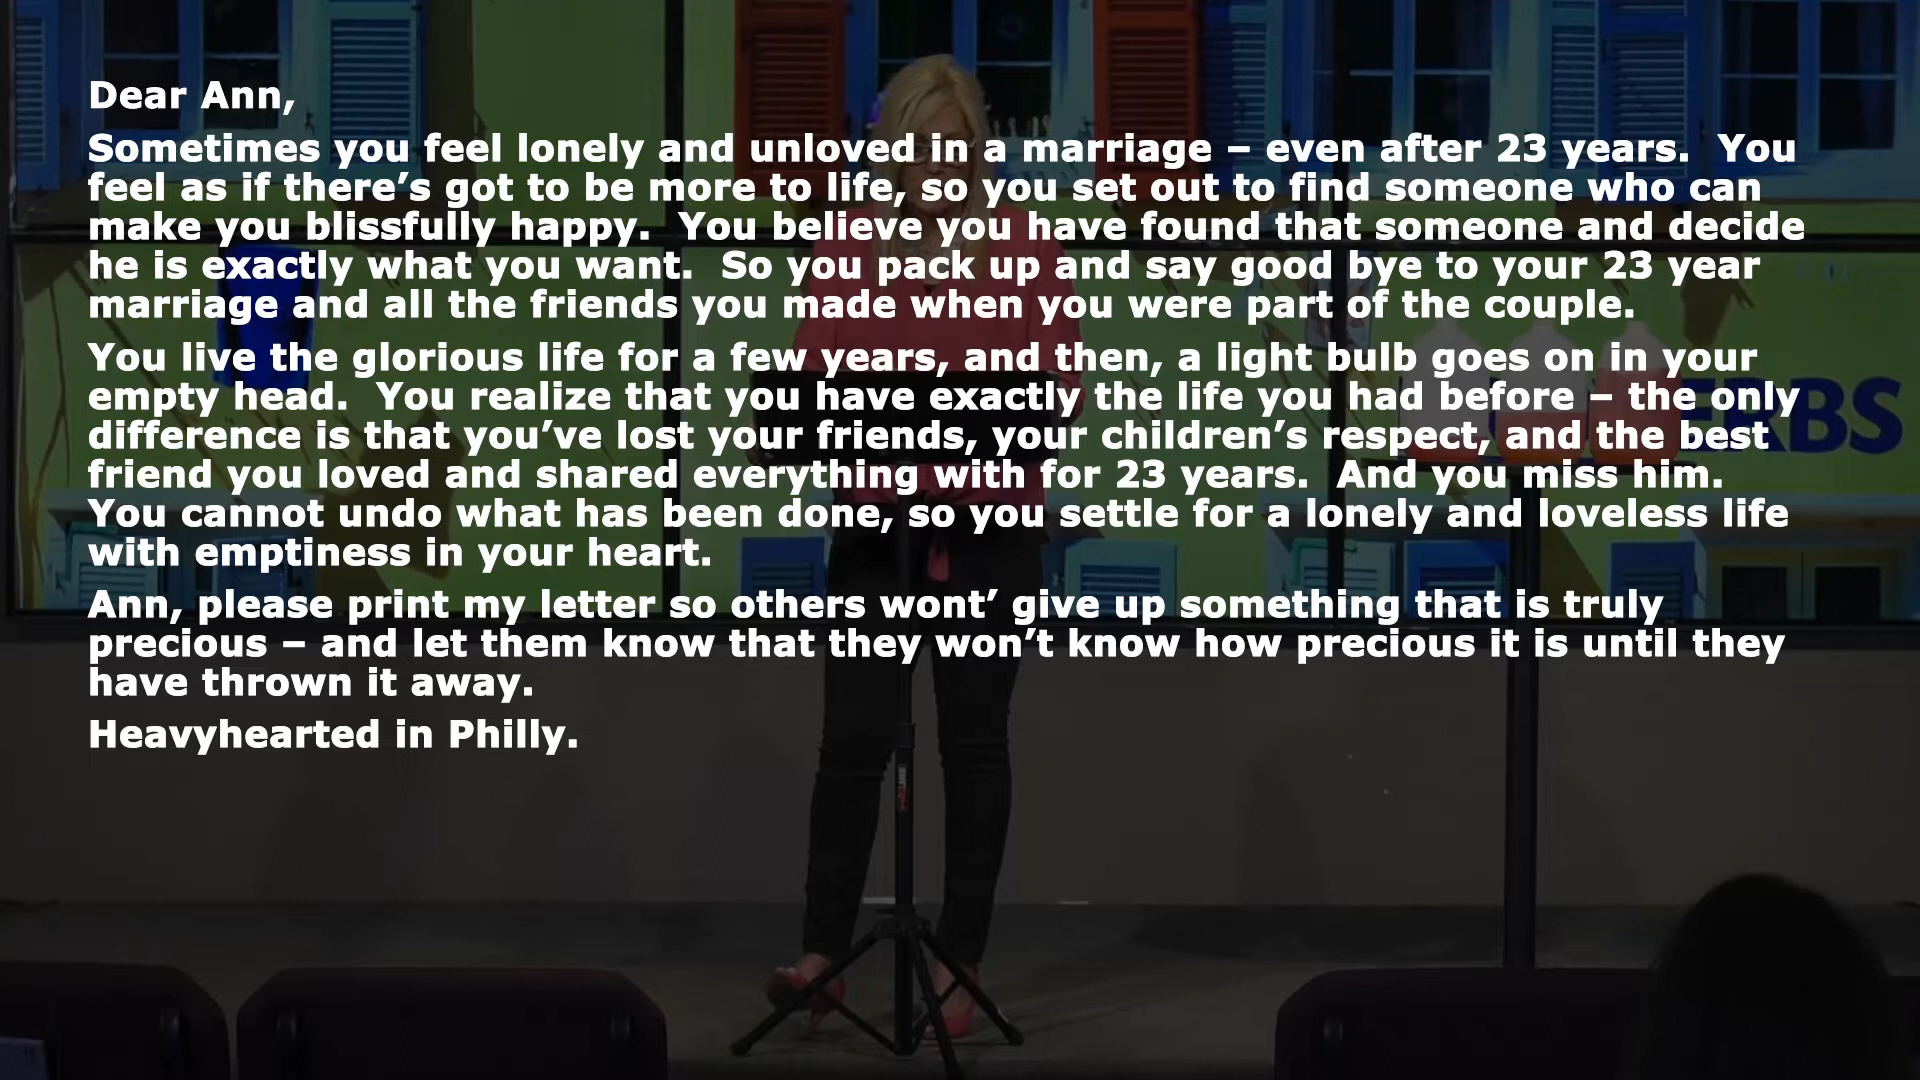 Dear Ann,
Sometimes you feel lonely and unloved in a marriage – even after 23 years.  You
feel as if there’s got to be more to life, so you set out to find someone who can
make you blissfully happy.  You believe you have found that someone and decide
he is exactly what you want.  So you pack up and say good bye to your 23 year
marriage and all the friends you made when you were part of the couple.
You live the glorious life for a few years, and then, a light bulb goes on in your
empty head.  You realize that you have exactly the life you had before – the only
difference is that you’ve lost your friends, your children’s respect, and the best
friend you loved and shared everything with for 23 years.  And you miss him.
You cannot undo what has been done, so you settle for a lonely and loveless life
with emptiness in your heart.
Ann, please print my letter so others wont’ give up something that is truly
precious – and let them know that they won’t know how precious it is until they
have thrown it away.
Heavyhearted in Philly.